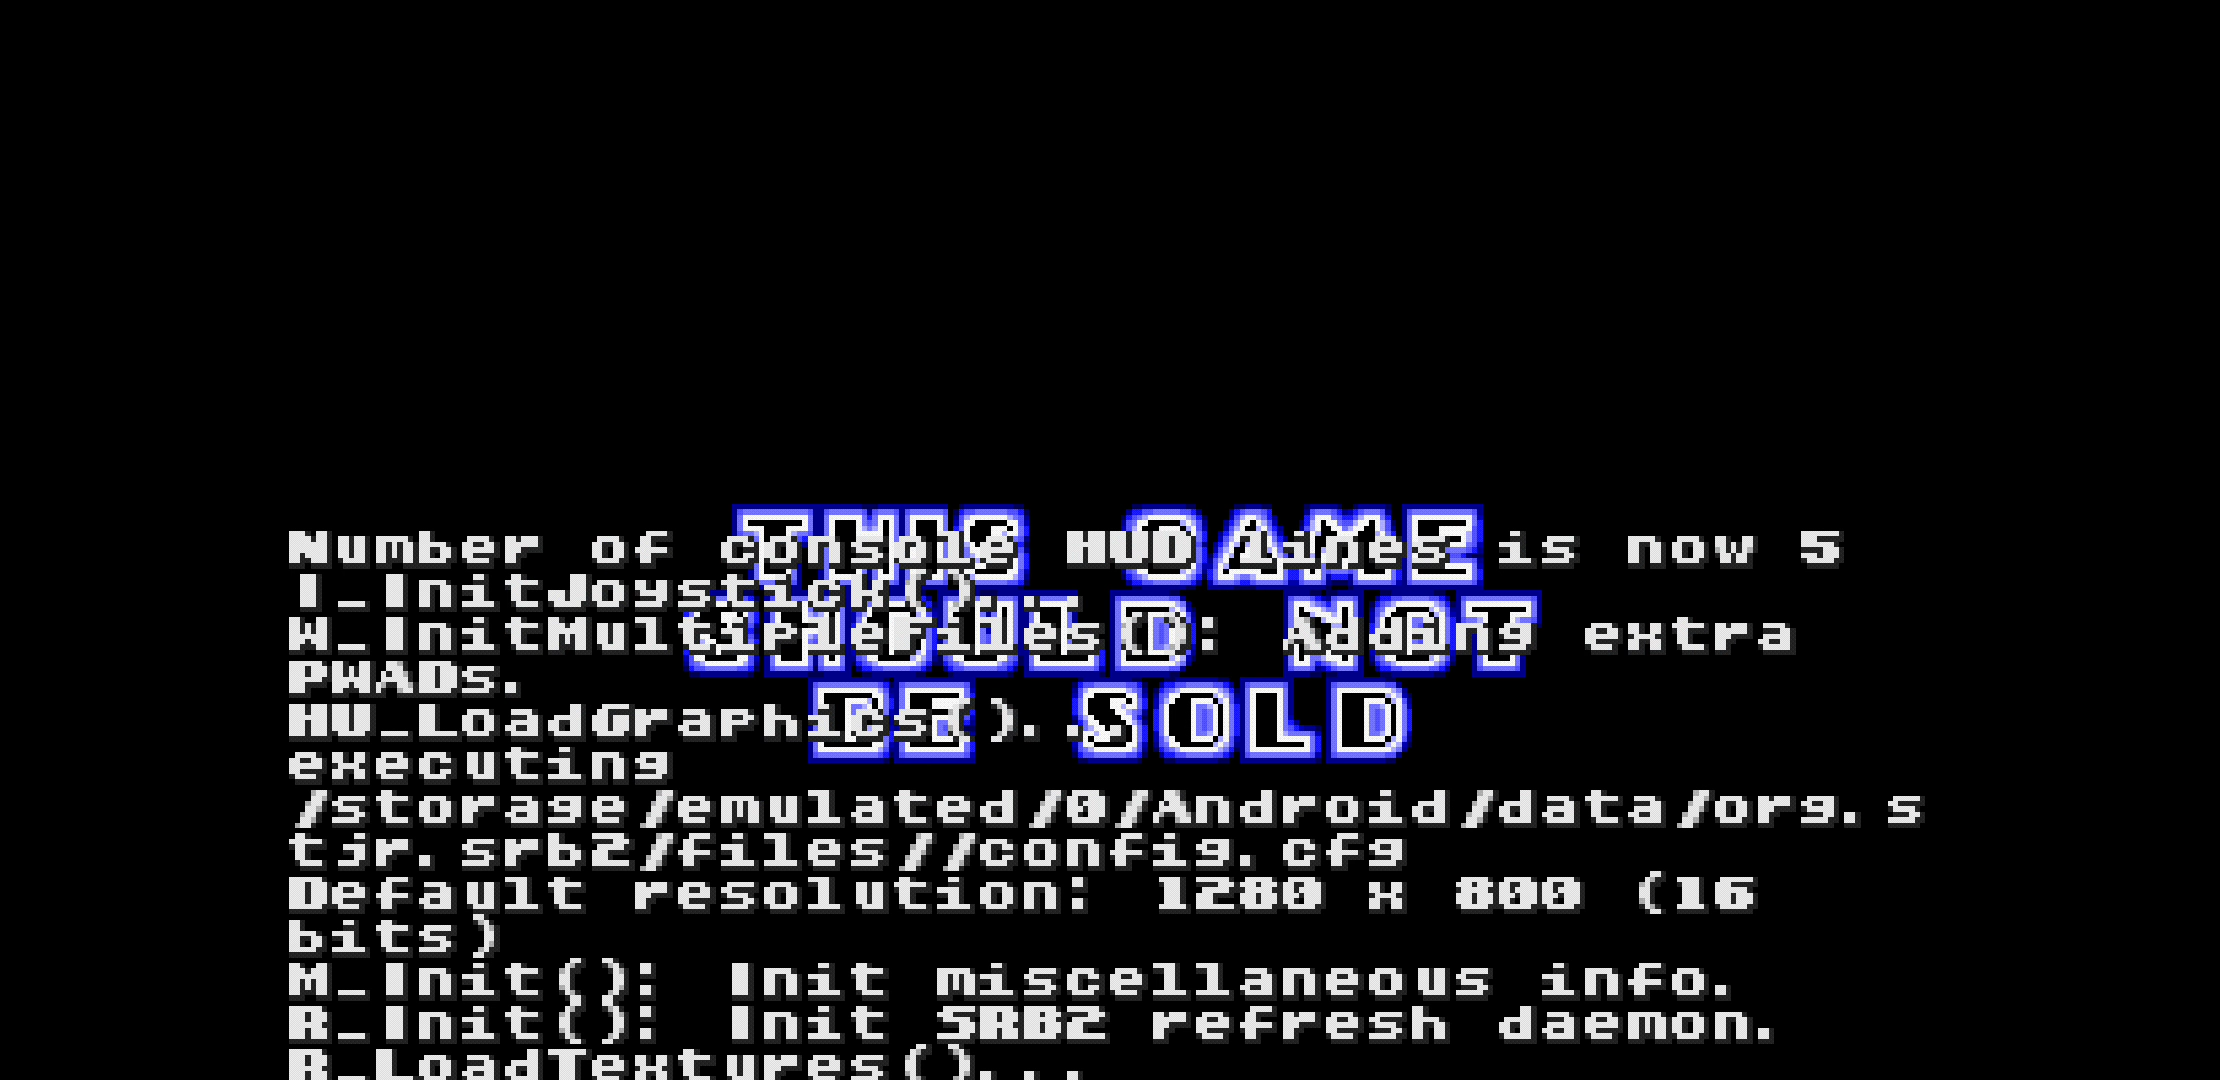 THIS GAME
SHOULD NOT
BE SOLD
Number of console HUD lines is now 5
I_InitJoystick()...
W_InitMultipleFiles(): Adding extra
PWADs.
HU_LoadGraphics()...
executing
/storage/emulated/0/Android/data/org.s
tjr.srb2/files//config.cfg
Default resolution: 1280 x 800 (16
bits)
M_Init(): Init miscellaneous info.
R_Init(): Init SRB2 refresh daemon.
R_LoadTextures()...